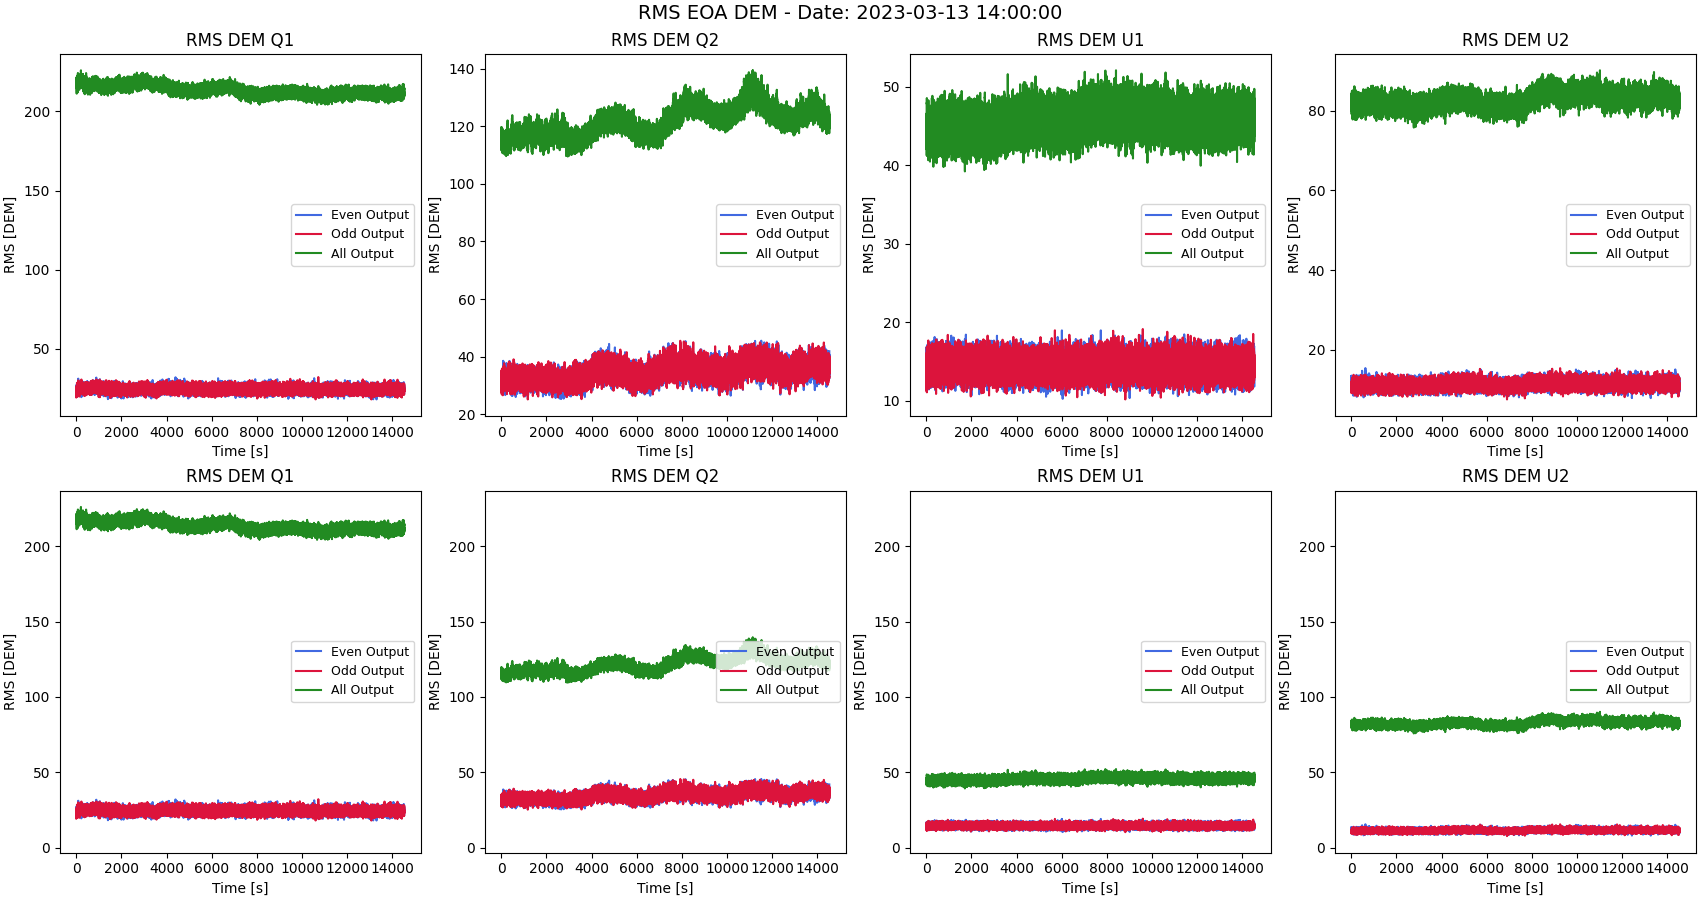 RMS EOA DEM - Date: 2023-03-13 14:00:00
RMS DEM Q1
RMS [DEM]
200
150
100
50
Even Output
Odd Output
All Output
0 2000 4000 6000 8000 10000 12000 14000
Time [s]
RMS DEM Q2
RMS [DEM]
140
120
100
80
60
40
20
Even Output
Odd Output
All Output
0 2000 4000 6000 8000 10000 12000 14000
Time [s]
RMS DEM U1
RMS [DEM]
50
40
30
20
10
Even Output
Odd Output
All Output
0 2000 4000 6000 8000 10000 12000 14000
Time [s]
RMS DEM U2
RMS [DEM]
80
60
40
20
Even Output
Odd Output
All Output
0 2000 4000 6000 8000 10000 12000 14000
Time [s]
RMS DEM Q1
RMS [DEM]
200
150
100
50
0
Even Output
Odd Output
All Output
0 2000 4000 6000 8000 10000 12000 14000
Time [s]
RMS DEM Q2
RMS [DEM]
200
150
100
50
0
Even Output
Odd Output
All Output
0 2000 4000 6000 8000 10000 12000 14000
Time [s]
RMS DEM U1
RMS [DEM]
200
150
100
50
0
Even Output
Odd Output
All Output
0 2000 4000 6000 8000 10000 12000 14000
Time [s]
RMS DEM U2
RMS [DEM]
200
150
100
50
0
Even Output
Odd Output
All Output
0 2000 4000 6000 8000 10000 12000 14000
Time [s]